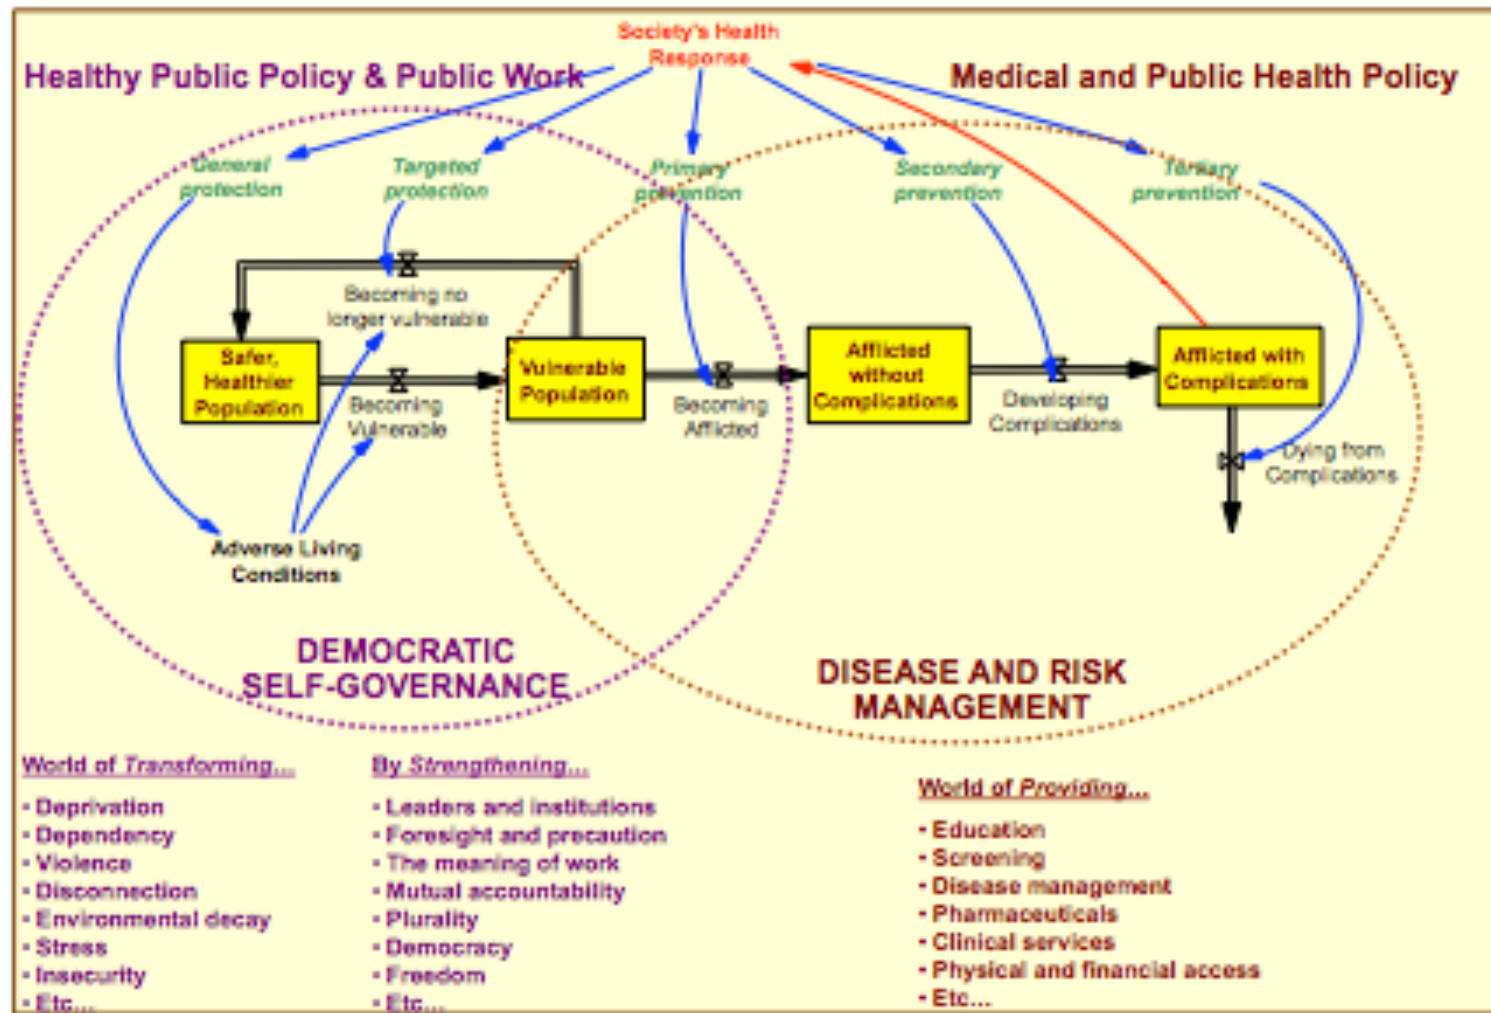 Society's Health
Response
Healthy Public Policy & Public Work
Medical and Public Health Policy
General
protection
Targeted
protection
Primary
prevention
Secondary
prevention
Tertiary
prevention
Becoming no
longer vulnerable
Safer,
Healthier
Population
Becoming
Vulnerable
Vulnerable
Population
Becoming
Afflicted
Afflicted
without
Complications
Developing
Complications
Afflicted with
Complications
Dying from
Complications
Adverse Living
Conditions
DEMOCRATIC
SELF-GOVERNANCE
DISEASE AND RISK
MANAGEMENT
World of Transforming...
• Deprivation
• Dependency
• Violence
• Disconnection
• Environmental decay
• Stress
• Insecurity
• Etc...
By Strengthening...
• Leaders and institutions
• Foresight and precaution
• The meaning of work
• Mutual accountability
• Plurality
• Democracy
• Freedom
• Etc...
World of Providing...
• Education
• Screening
• Disease management
• Pharmaceuticals
• Clinical services
• Physical and financial access
• Etc...